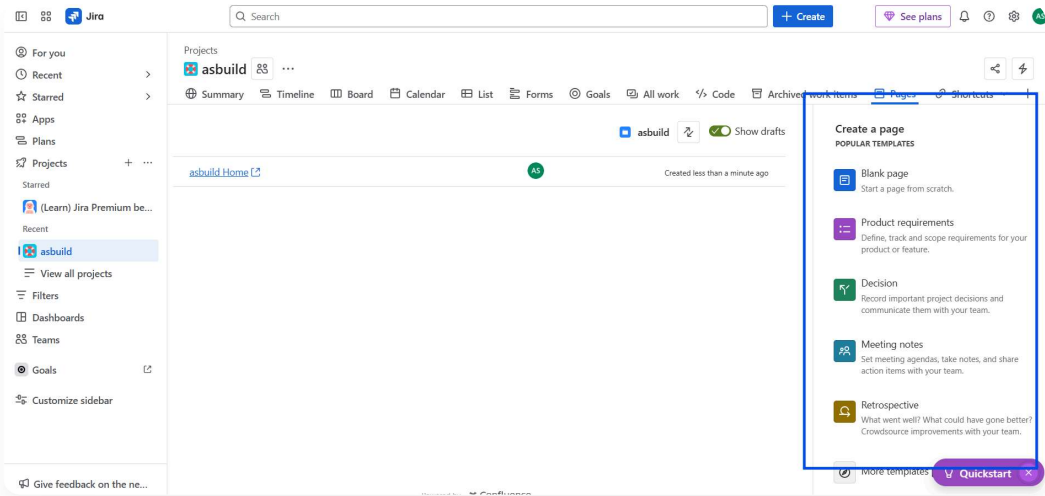 Jira
Search
+ Create
See plans
AS
For you
Recent
Starred
Apps
Plans
Projects
Starred
(Learn) Jira Premium be...
Recent
asbuild
View all projects
Filters
Dashboards
Teams
Goals
Customize sidebar
Give feedback on the ne...
Projects
asbuild
Summary
Timeline
Board
Calendar
List
Forms
Goals
All work
Code
Archived work items
Pages
Shortcuts
asbuild
Show drafts
asbuild Home
AS
Created less than a minute ago
Powered by Confluence
Create a page
POPULAR TEMPLATES
Blank page
Start a page from scratch.
Product requirements
Define, track and scope requirements for your
product or feature.
Decision
Record important project decisions and
communicate them with your team.
Meeting notes
Set meeting agendas, take notes, and share
action items with your team.
Retrospective
What went well? What could have gone better?
Crowdsource improvements with your team.
More templates
Quickstart